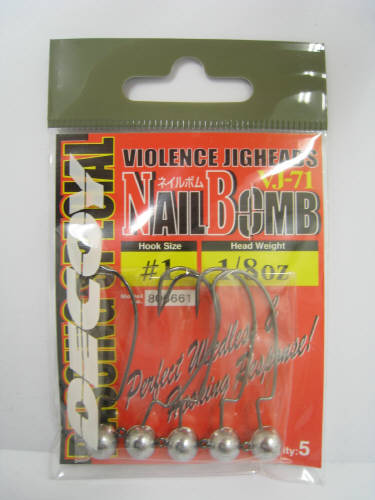 VIOLENCE JIGHEADS
ネイルボム
VJ-71
NAIL BOMB
Hook Size
Head Weight
#1
1/8oz
DECOY
Perfect Weedless &
Hooking Response!
:5